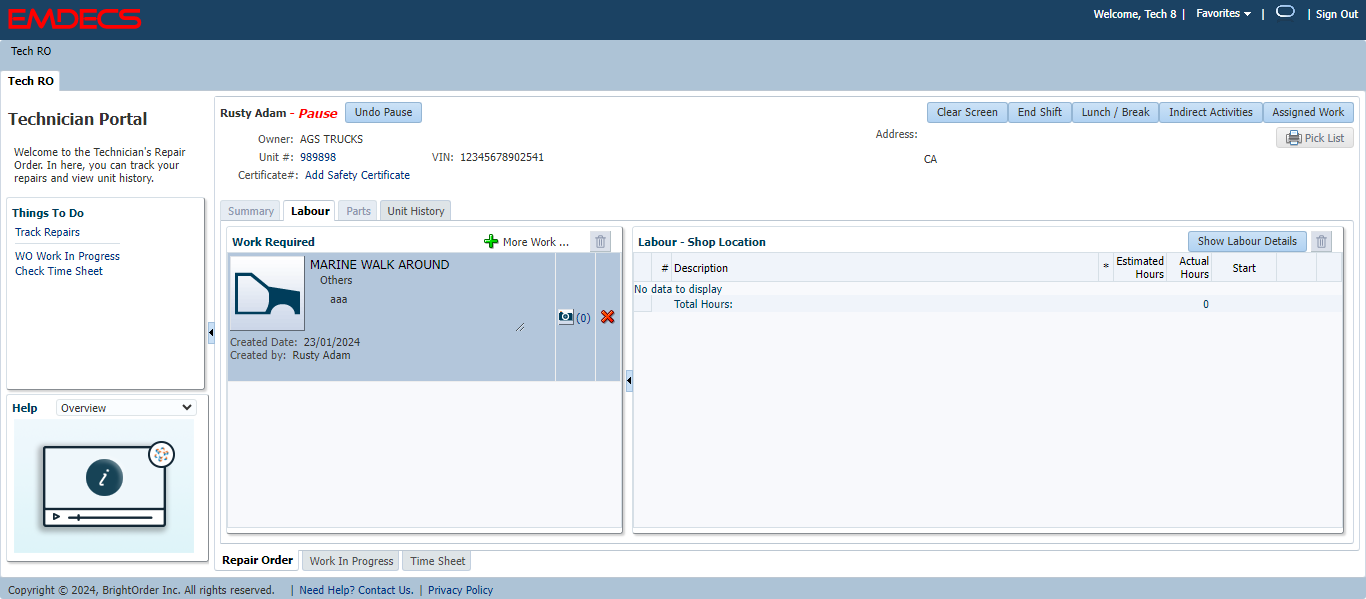 EMDECS
Welcome, Tech 8 | Favorites | | Sign Out
Tech RO
Tech RO
Technician Portal
Welcome to the Technician's Repair
Order. In here, you can track your
repairs and view unit history.
Things To Do
Track Repairs
WO Work In Progress
Check Time Sheet
Help Overview
i
Rusty Adam - Pause Undo Pause
Clear Screen End Shift Lunch / Break Indirect Activities Assigned Work
Owner: AGS TRUCKS
Address:
Pick List
Unit #: 989898 VIN: 12345678902541
CA
Certificate#: Add Safety Certificate
Summary Labour Parts Unit History
Work Required More Work ...
MARINE WALK AROUND
Others
aaa
(0)
Created Date: 23/01/2024
Created by: Rusty Adam
Labour - Shop Location Show Labour Details
# Description * Estimated Hours Actual Hours Start
No data to display
Total Hours: 0
Repair Order Work In Progress Time Sheet
Copyright © 2024, BrightOrder Inc. All rights reserved. | Need Help? Contact Us. | Privacy Policy